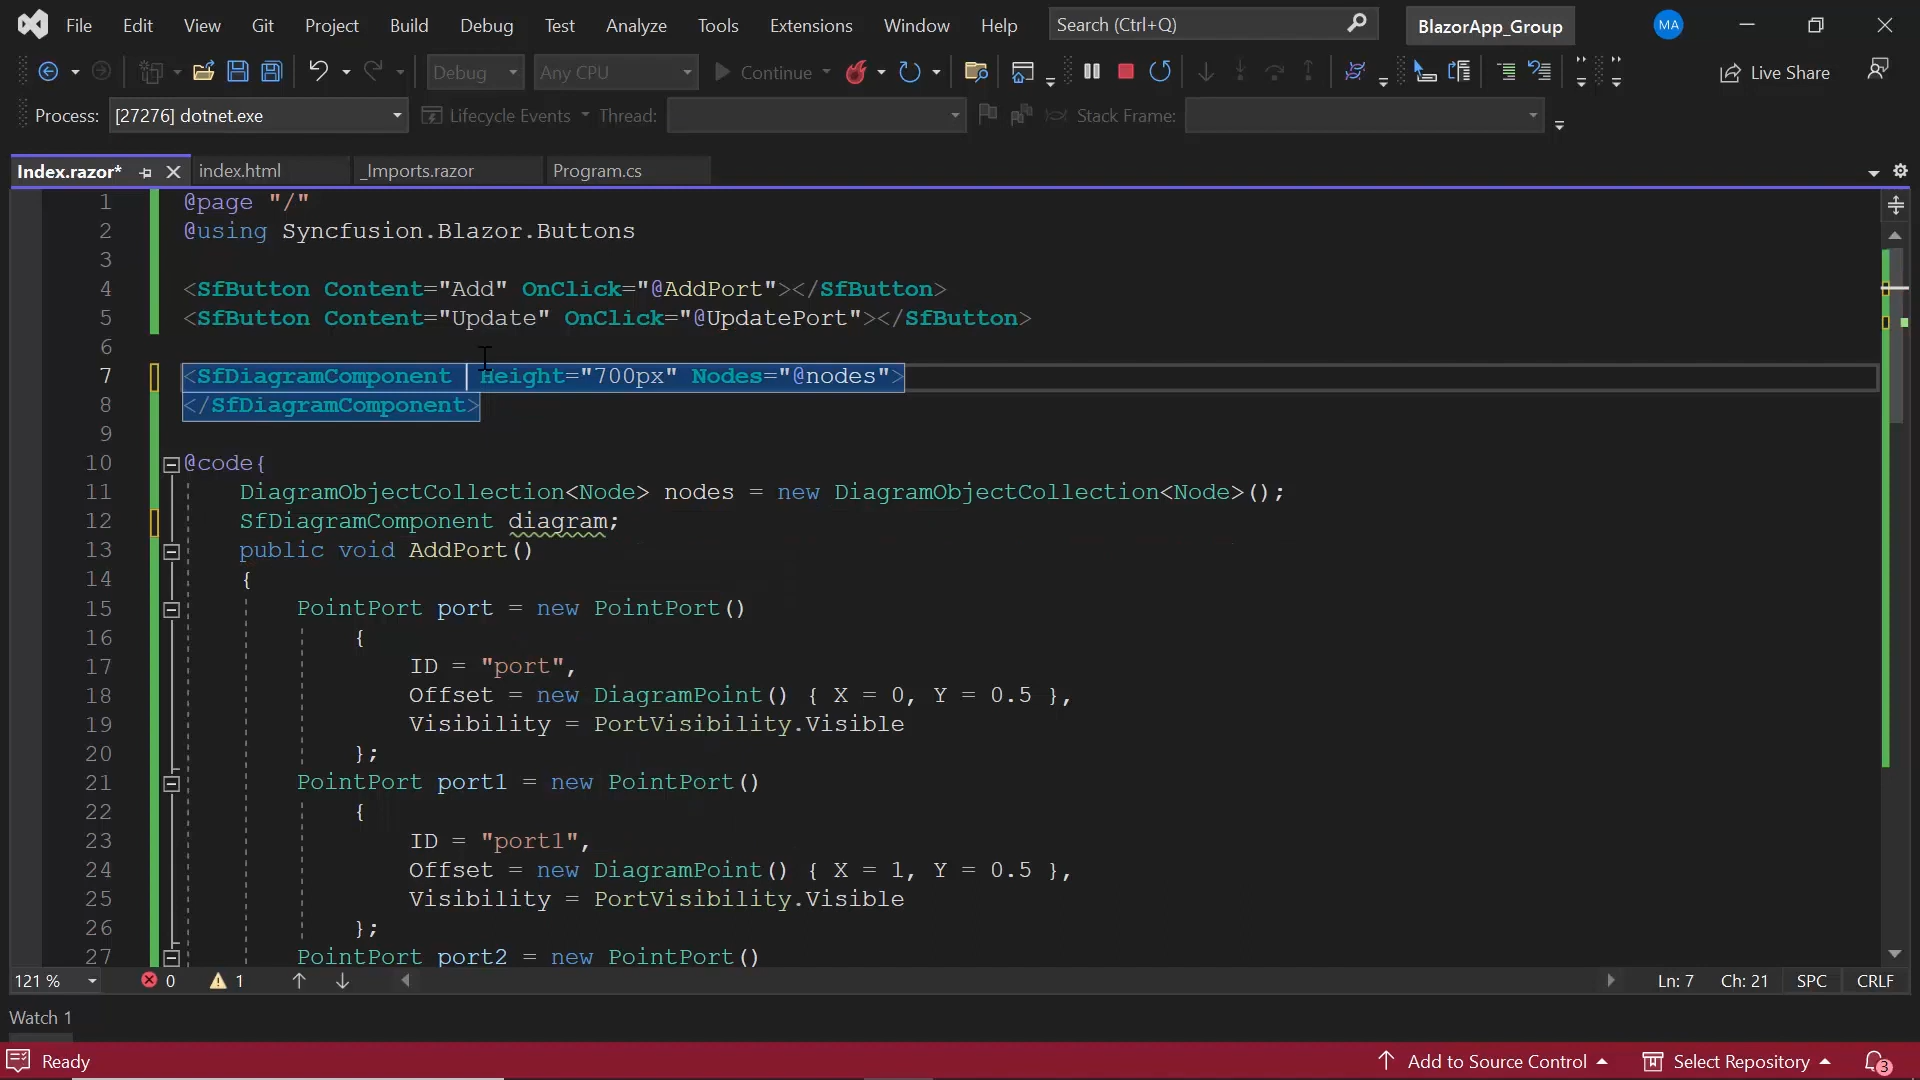 File Edit View Git Project Build Debug Test Analyze Tools Extensions Window Help Search (Ctrl+Q) BlazorApp_Group MA
Debug Any CPU Continue Live Share
Process: [27276] dotnet.exe Lifecycle Events Thread: Stack Frame:
Index.razor* index.html _Imports.razor Program.cs
1 @page "/"
2 @using Syncfusion.Blazor.Buttons
3
4 <SfButton Content="Add" OnClick="@AddPort"></SfButton>
5 <SfButton Content="Update" OnClick="@UpdatePort"></SfButton>
6
7 <SfDiagramComponent Height="700px" Nodes="@nodes">
8 </SfDiagramComponent>
9
10 @code{
11 DiagramObjectCollection<Node> nodes = new DiagramObjectCollection<Node>();
12 SfDiagramComponent diagram;
13 public void AddPort()
14 {
15 PointPort port = new PointPort()
16 {
17 ID = "port",
18 Offset = new DiagramPoint() { X = 0, Y = 0.5 },
19 Visibility = PortVisibility.Visible
20 };
21 PointPort port1 = new PointPort()
22 {
23 ID = "port1",
24 Offset = new DiagramPoint() { X = 1, Y = 0.5 },
25 Visibility = PortVisibility.Visible
26 };
27 PointPort port2 = new PointPort()
121 % 0 1 Ln: 7 Ch: 21 SPC CRLF
Watch 1
Ready Add to Source Control Select Repository 3